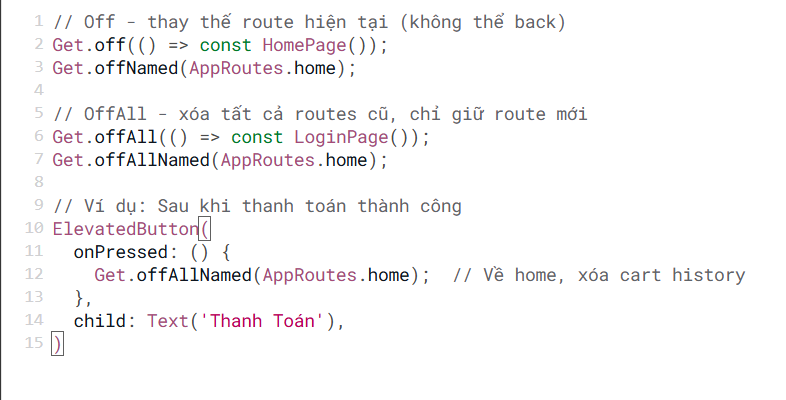 1 // Off - thay thế route hiện tại (không thể back)
2 Get.off(() => const HomePage());
3 Get.offNamed(AppRoutes.home);
4
5 // OffAll - xóa tất cả routes cũ, chỉ giữ route mới
6 Get.offAll(() => const LoginPage());
7 Get.offAllNamed(AppRoutes.home);
8
9 // Ví dụ: Sau khi thanh toán thành công
10 ElevatedButton(
11   onPressed: () {
12     Get.offAllNamed(AppRoutes.home);  // Về home, xóa cart history
13   },
14   child: Text('Thanh Toán'),
15 )